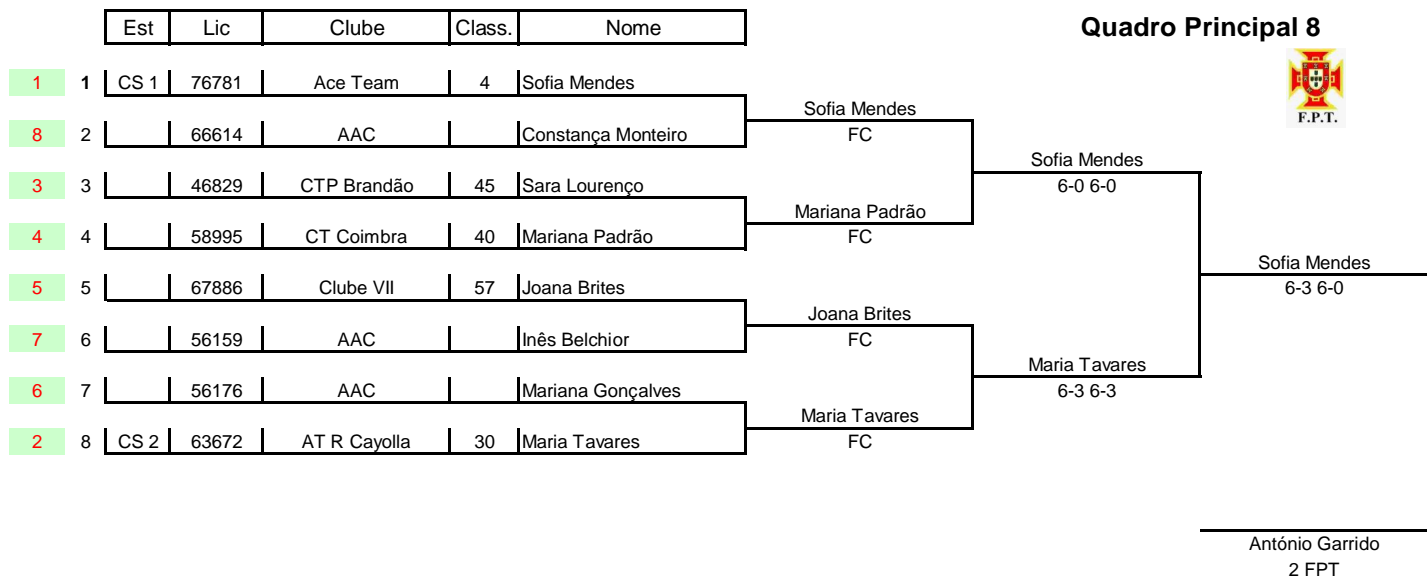 Est Lic Clube Class. Nome
Quadro Principal 8
F.P.T.
1 1 CS 1 76781 Ace Team 4 Sofia Mendes
Sofia Mendes
8 2 66614 AAC Constança Monteiro
FC
Sofia Mendes
3 3 46829 CTP Brandão 45 Sara Lourenço
6-0 6-0
Mariana Padrão
4 4 58995 CT Coimbra 40 Mariana Padrão
FC
Sofia Mendes
5 5 67886 Clube VII 57 Joana Brites
6-3 6-0
Joana Brites
7 6 56159 AAC Inês Belchior
FC
Maria Tavares
6 7 56176 AAC Mariana Gonçalves
6-3 6-3
Maria Tavares
2 8 CS 2 63672 AT R Cayolla 30 Maria Tavares
FC
António Garrido
2 FPT